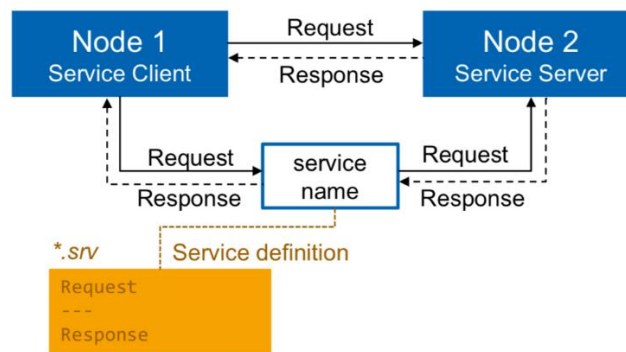 Node 1
Service Client
Request
Response
Node 2
Service Server
Request
Response
service
name
Request
Response
*.srv
Service definition
Request
---
Response